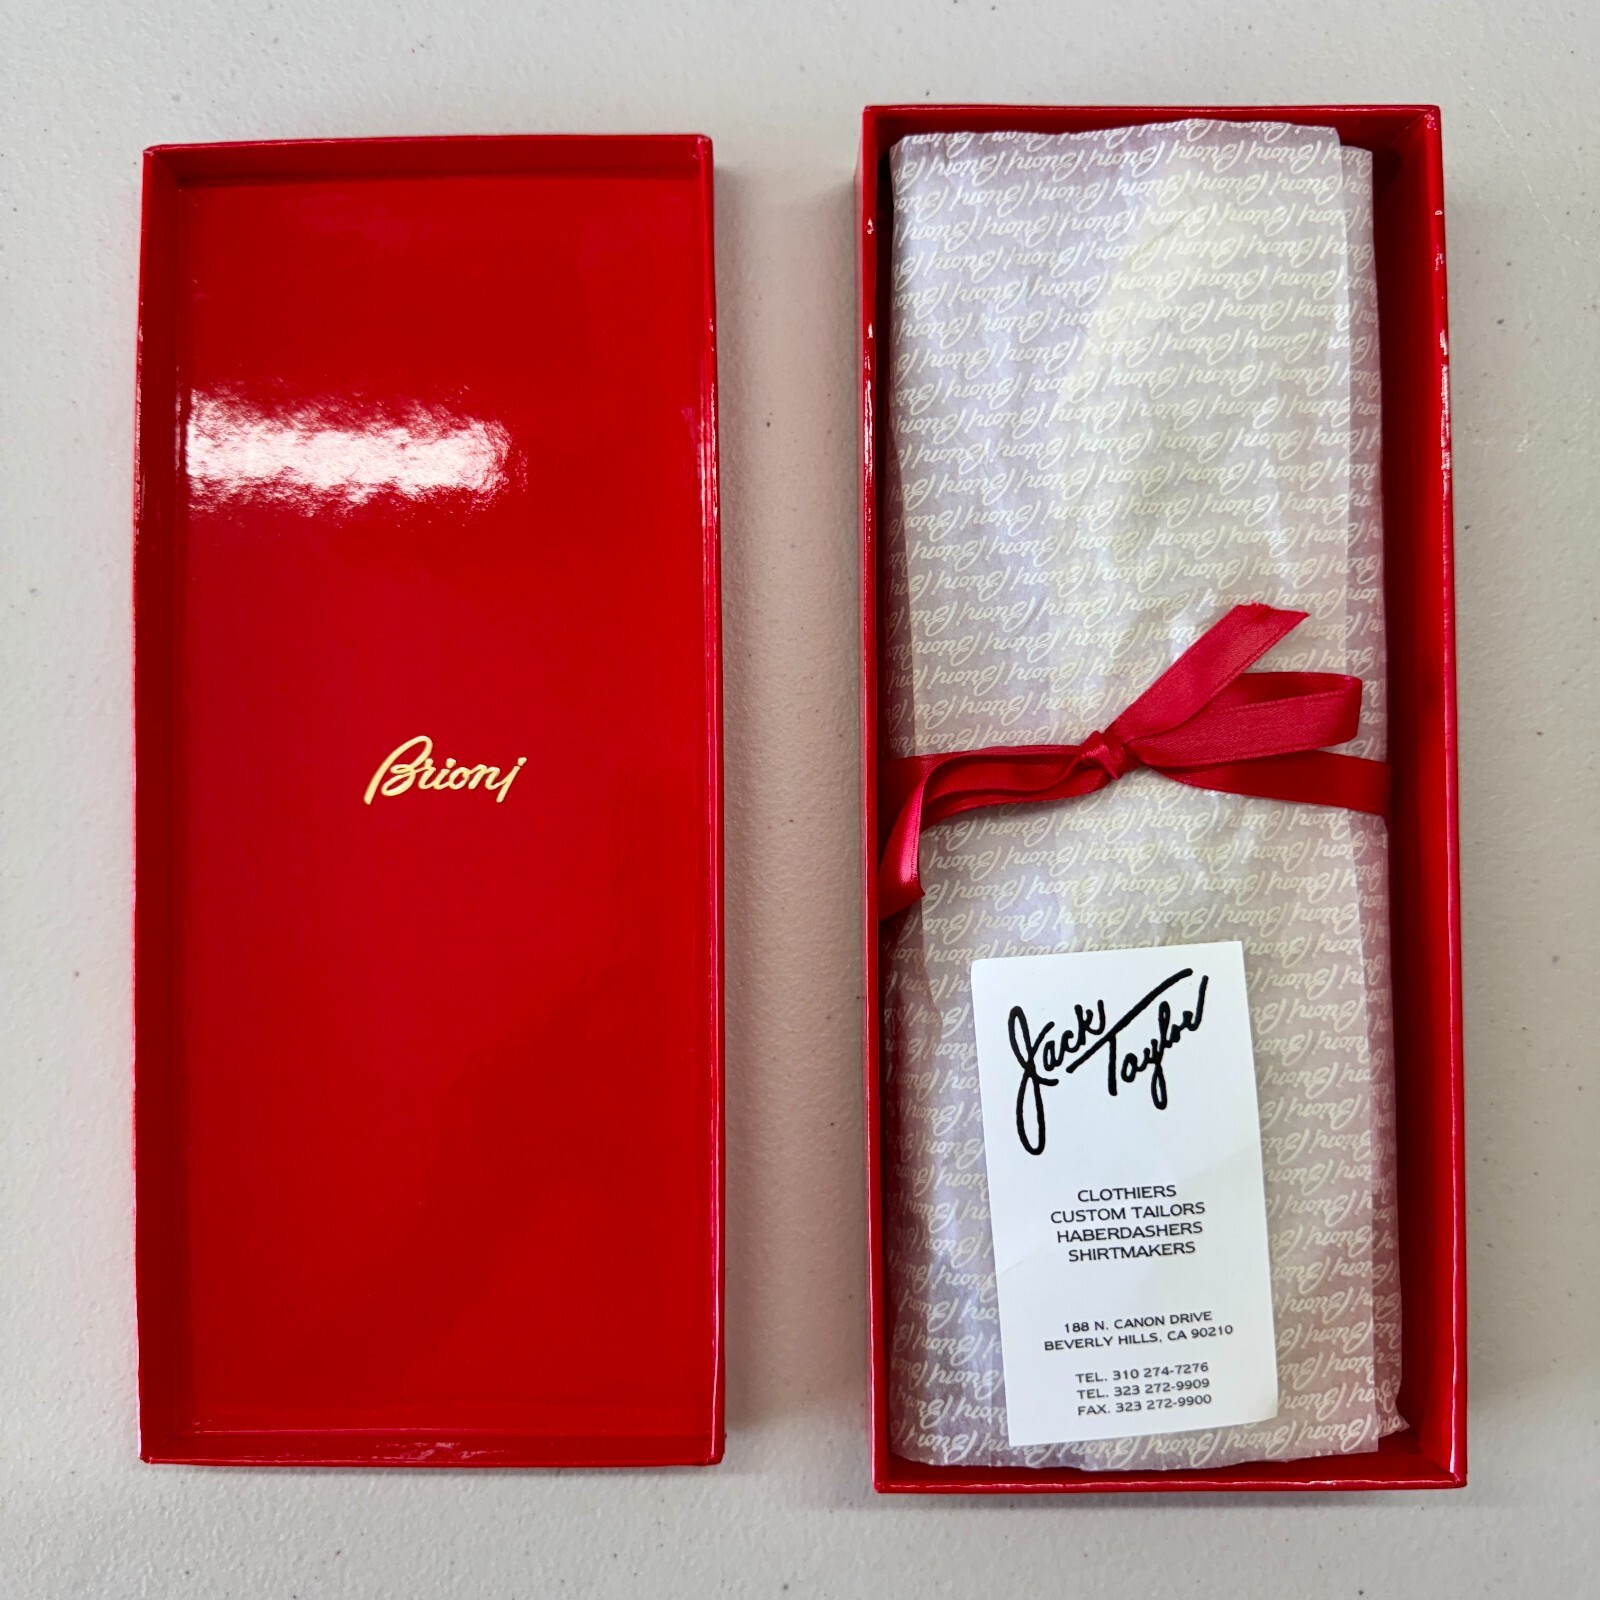 Brioni
Jack Taylor
CLOTHIERS
CUSTOM TAILORS
HABERDASHERS
SHIRTMAKERS
188 N. CANON DRIVE
BEVERLY HILLS, CA 90210
TEL. 310 274-7276
TEL. 323 272-9909
FAX. 323 272-9900